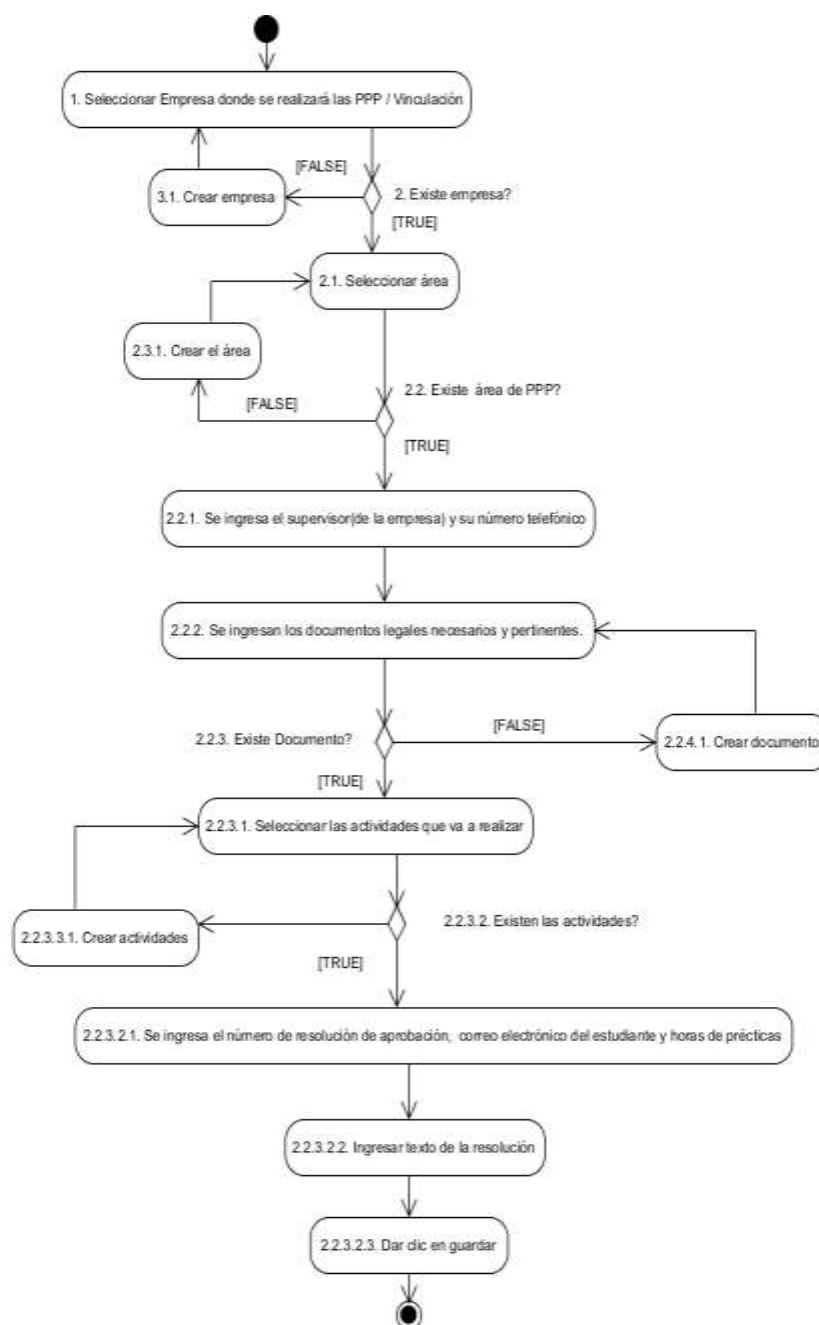 1. Seleccionar Empresa donde se realizará las PPP / Vinculación
[FALSE]
3.1. Crear empresa
2. Existe empresa?
[TRUE]
2.1. Seleccionar área
2.3.1. Crear el área
2.2. Existe área de PPP?
[FALSE]
[TRUE]
2.2.1. Se ingresa el supervisor(de la empresa) y su número telefónico
2.2.2. Se ingresan los documentos legales necesarios y pertinentes.
2.2.3. Existe Documento?
[FALSE]
2.2.4.1. Crear documento
[TRUE]
2.2.3.1. Seleccionar las actividades que va a realizar
2.2.3.2. Existen las actividades?
2.2.3.3.1. Crear actividades
[TRUE]
2.2.3.2.1. Se ingresa el número de resolución de aprobación, correo electrónico del estudiante y horas de précticas
2.2.3.2.2. Ingresar texto de la resolución
2.2.3.2.3. Dar clic en guardar